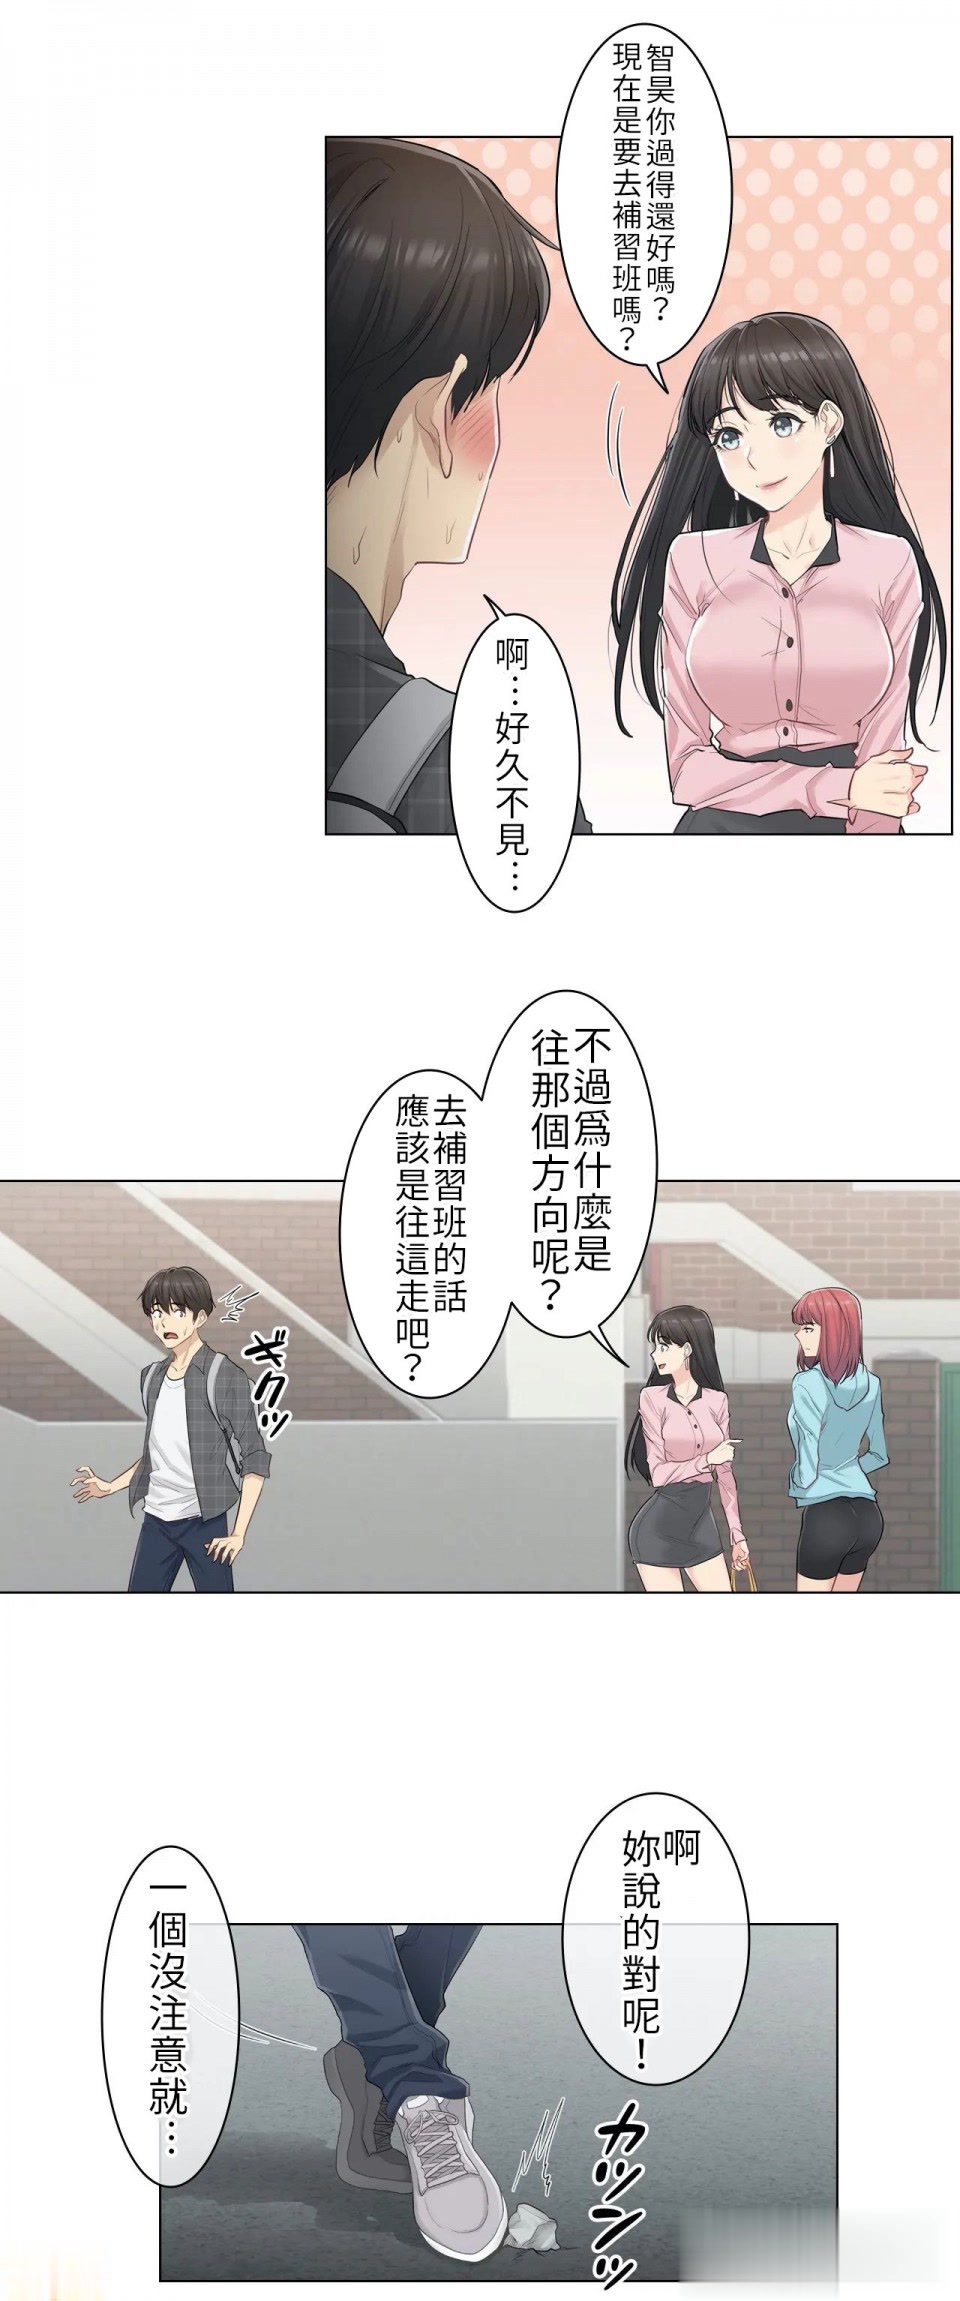 智昊你過得還好嗎？
現在是要去補習班嗎？
啊…好久不見…
不過爲什麼是
往那個方向呢？
去補習班的話
應該是往這走吧？
ギクッ
啊
妳說的對呢！
一個沒注意就…
カツンッ